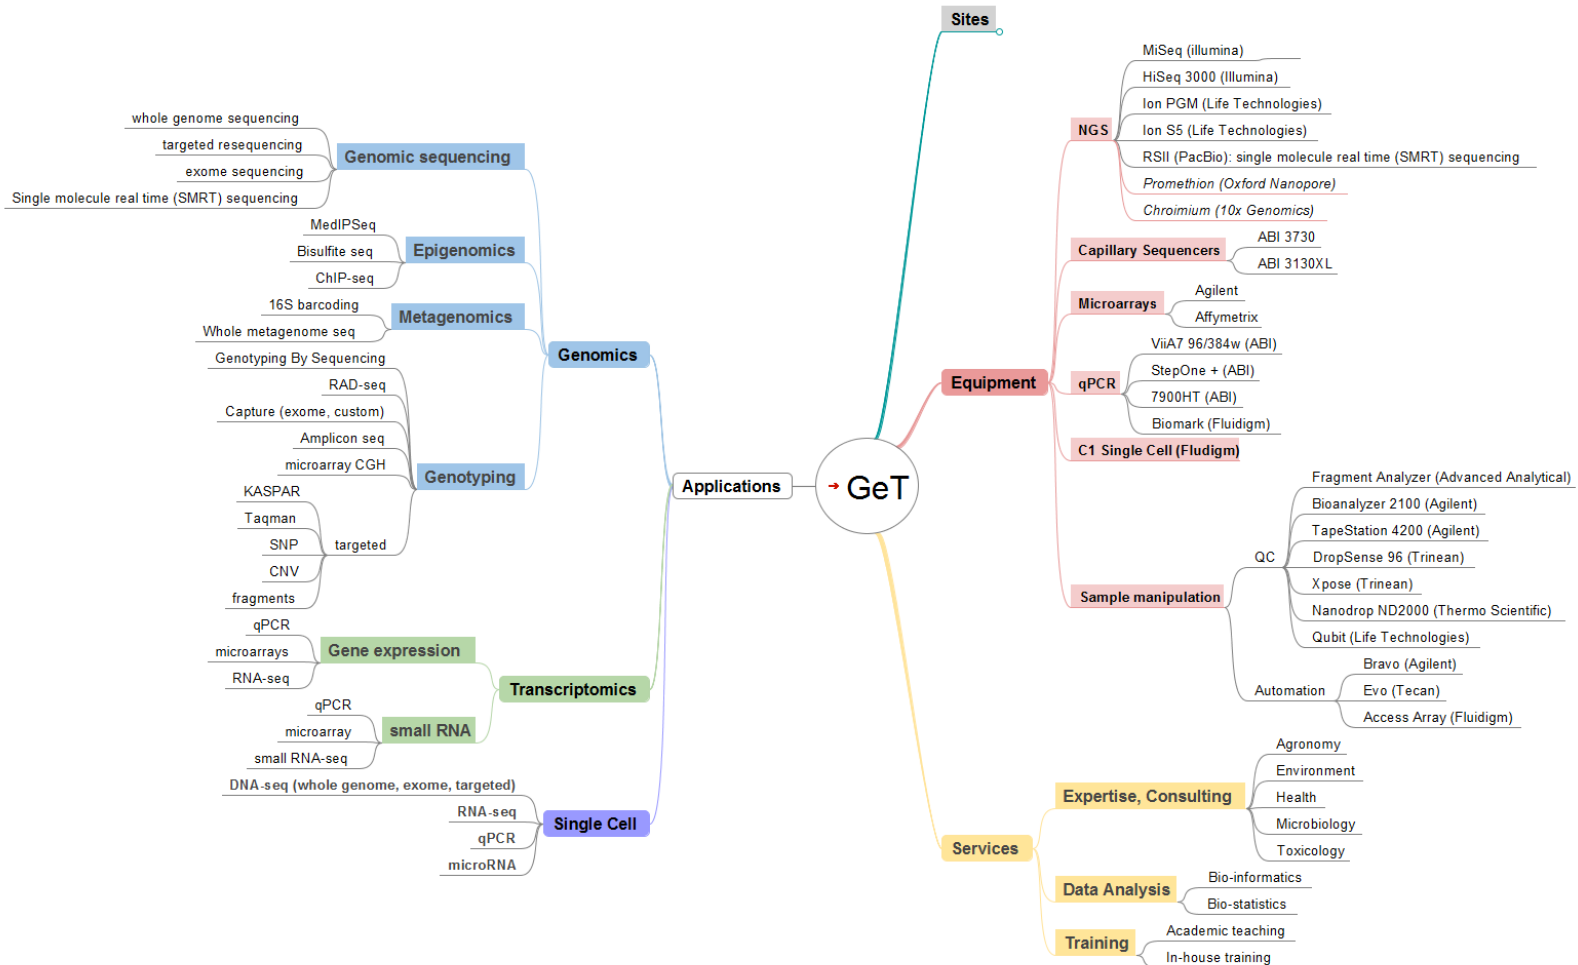 Sites
GeT
Applications
Genomics
Genomic sequencing
whole genome sequencing
targeted resequencing
exome sequencing
Single molecule real time (SMRT) sequencing
Epigenomics
MedIPSeq
Bisulfite seq
ChIP-seq
Metagenomics
16S barcoding
Whole metagenome seq
Genotyping
Genotyping By Sequencing
RAD-seq
Capture (exome, custom)
Amplicon seq
microarray CGH
targeted
KASPAR
Taqman
SNP
CNV
fragments
Transcriptomics
Gene expression
qPCR
microarrays
RNA-seq
small RNA
qPCR
microarray
small RNA-seq
Single Cell
DNA-seq (whole genome, exome, targeted)
RNA-seq
qPCR
microRNA
Equipment
NGS
MiSeq (illumina)
HiSeq 3000 (Illumina)
Ion PGM (Life Technologies)
Ion S5 (Life Technologies)
RSII (PacBio): single molecule real time (SMRT) sequencing
Promethion (Oxford Nanopore)
Chroimium (10x Genomics)
Capillary Sequencers
ABI 3730
ABI 3130XL
Microarrays
Agilent
Affymetrix
qPCR
ViiA7 96/384w (ABI)
StepOne + (ABI)
7900HT (ABI)
Biomark (Fluidigm)
C1 Single Cell (Fludigm)
Sample manipulation
QC
Fragment Analyzer (Advanced Analytical)
Bioanalyzer 2100 (Agilent)
TapeStation 4200 (Agilent)
DropSense 96 (Trinean)
Xpose (Trinean)
Nanodrop ND2000 (Thermo Scientific)
Qubit (Life Technologies)
Automation
Bravo (Agilent)
Evo (Tecan)
Access Array (Fluidigm)
Services
Expertise, Consulting
Agronomy
Environment
Health
Microbiology
Toxicology
Data Analysis
Bio-informatics
Bio-statistics
Training
Academic teaching
In-house training